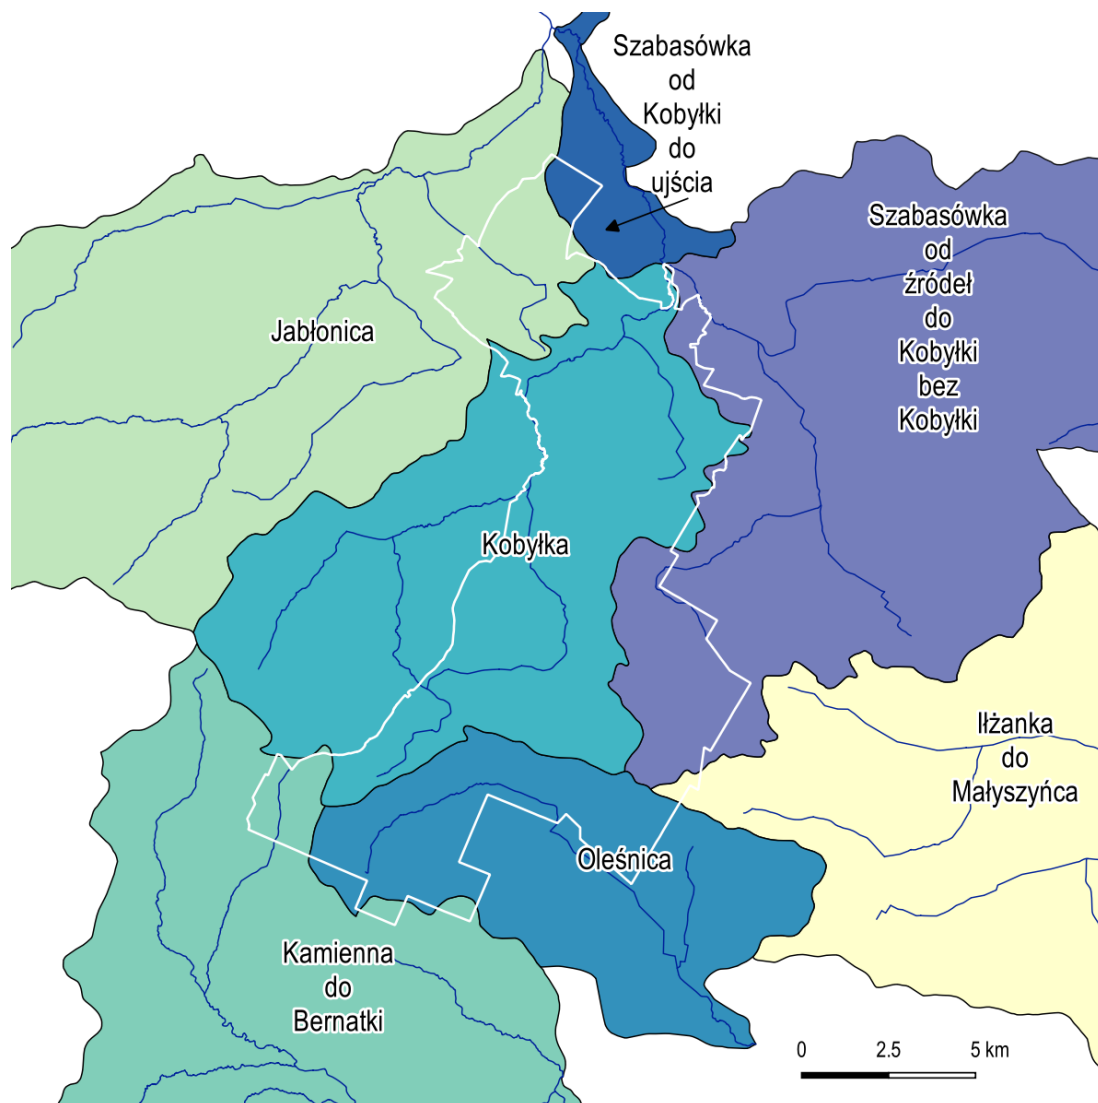 Szabasówka
od
Kobyłki
do
ujścia
Szabasówka
od
źródeł
do
Kobyłki
bez
Kobyłki
Jabłonica
Kobyłka
Iłżanka
do
Małyszyńca
Oleśnica
Kamienna
do
Bernatki
0 2.5 5 km